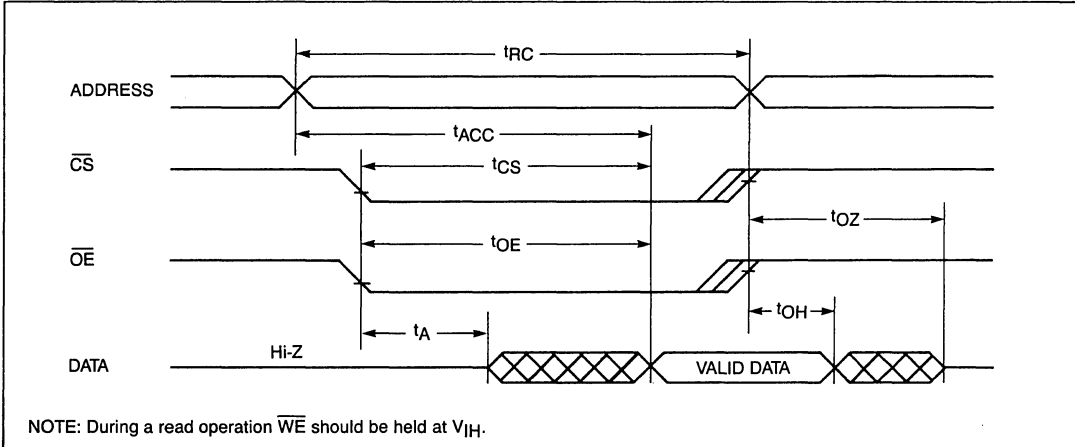 tRC
ADDRESS
tACC
CS
tCS
tOZ
tOE
OE
tOH
tA
Hi-Z
DATA
VALID DATA
NOTE: During a read operation WE should be held at VIH.